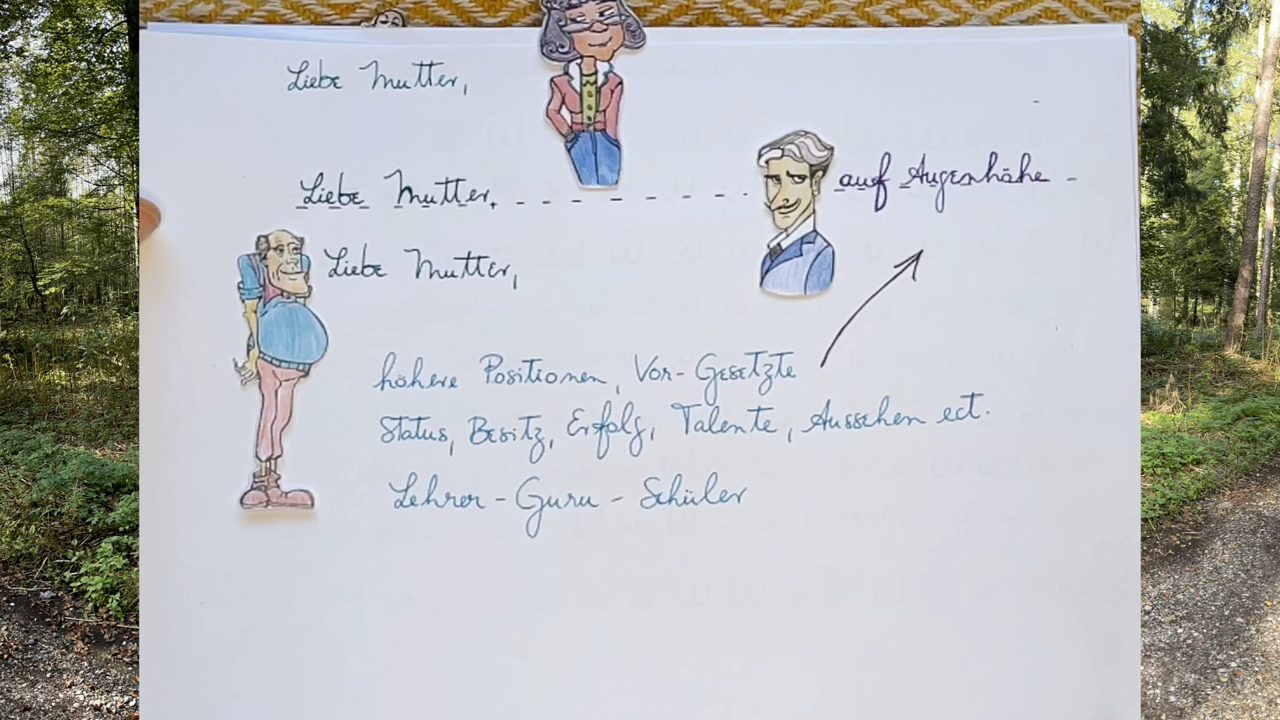 Liebe Mutter,
Liebe Mutter, - - - - - - - auf Augenhöhe -
Liebe Mutter,
höhere Positionen, Vor-Gesetzte
Status, Besitz, Erfolg, Talente, Aussehen ect.
Lehrer - Guru - Schüler